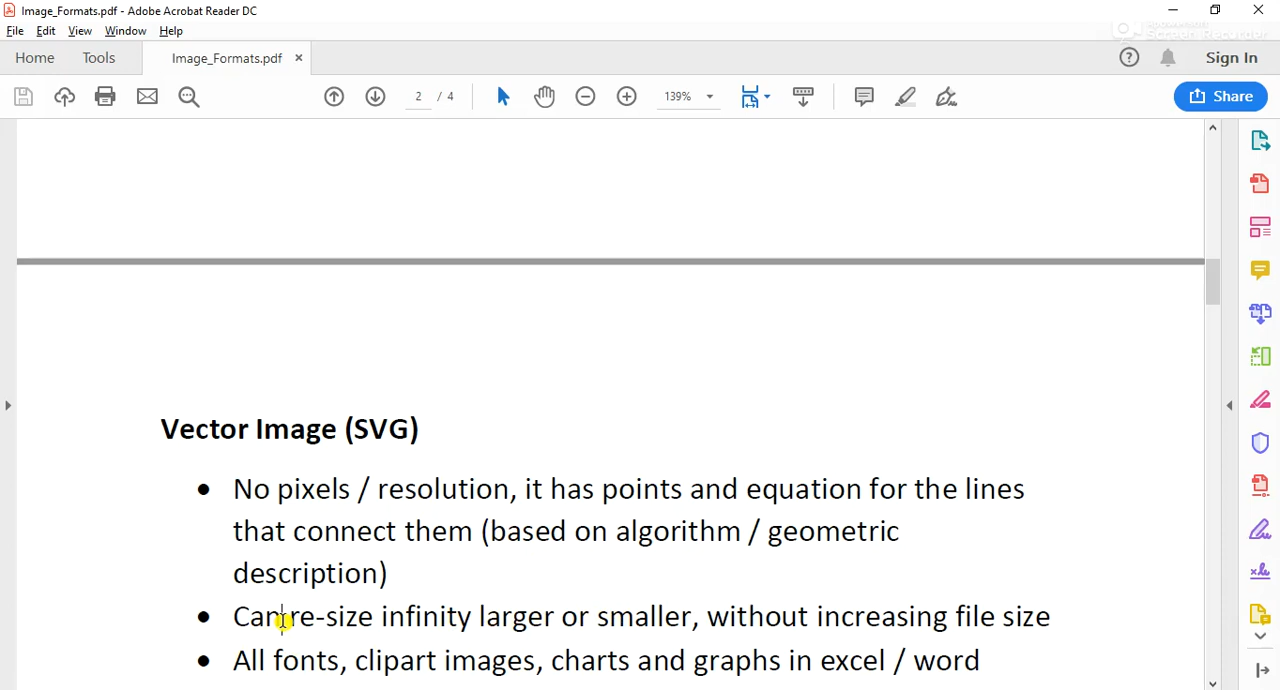 Image_Formats.pdf - Adobe Acrobat Reader DC
File Edit View Window Help
Screen Recorder
Home Tools Image_Formats.pdf × Sign In
2 / 4 139% Share
Vector Image (SVG)
• No pixels / resolution, it has points and equation for the lines
that connect them (based on algorithm / geometric
description)
• Can re-size infinity larger or smaller, without increasing file size
• All fonts, clipart images, charts and graphs in excel / word